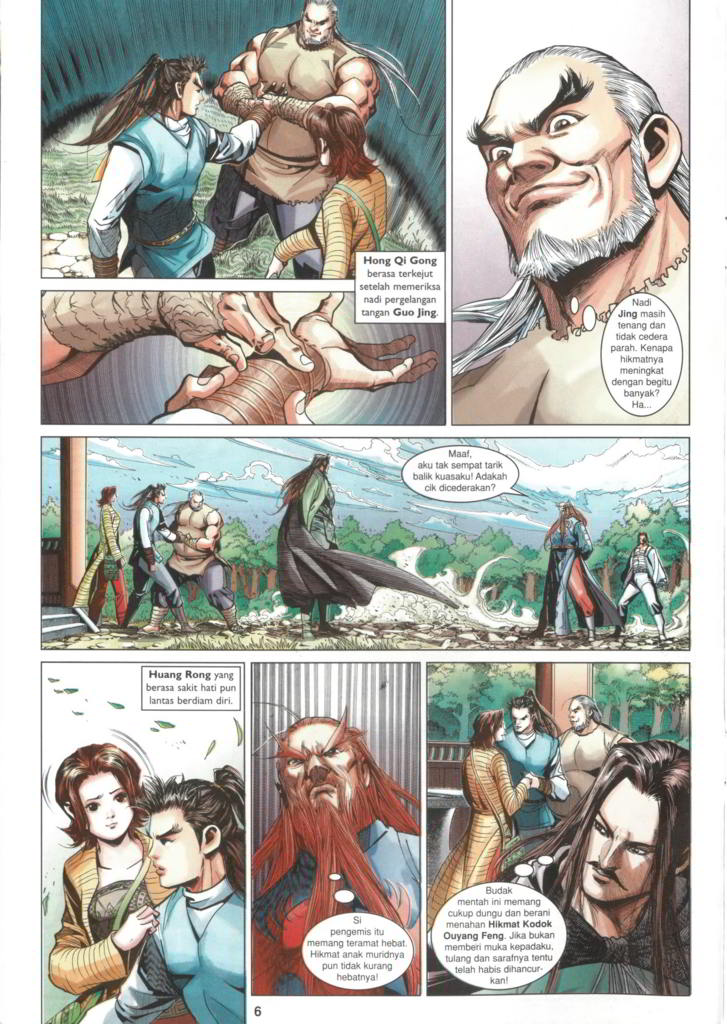 Hong Qi Gong
berasa terkejut
setelah memeriksa
nadi pergelangan
tangan Guo Jing.
Nadi
Jing masih
tenang dan
tidak cedera
parah. Kenapa
hikmatnya
meningkat
dengan begitu
banyak?
Ha...
Maaf,
aku tak sempat tarik
balik kuasaku! Adakah
cik dicederakan?
Huang Rong yang
berasa sakit hati pun
lantas berdiam diri.
Si
pengemis itu
memang teramat hebat.
Hikmat anak muridnya
pun tidak kurang
hebatnya!
Budak
mentah ini memang
cukup dungu dan berani
menahan Hikmat Kodok
Ouyang Feng. Jika bukan
memberi muka kepadaku,
tulang dan sarafnya tentu
telah habis dihancur-
kan!
6